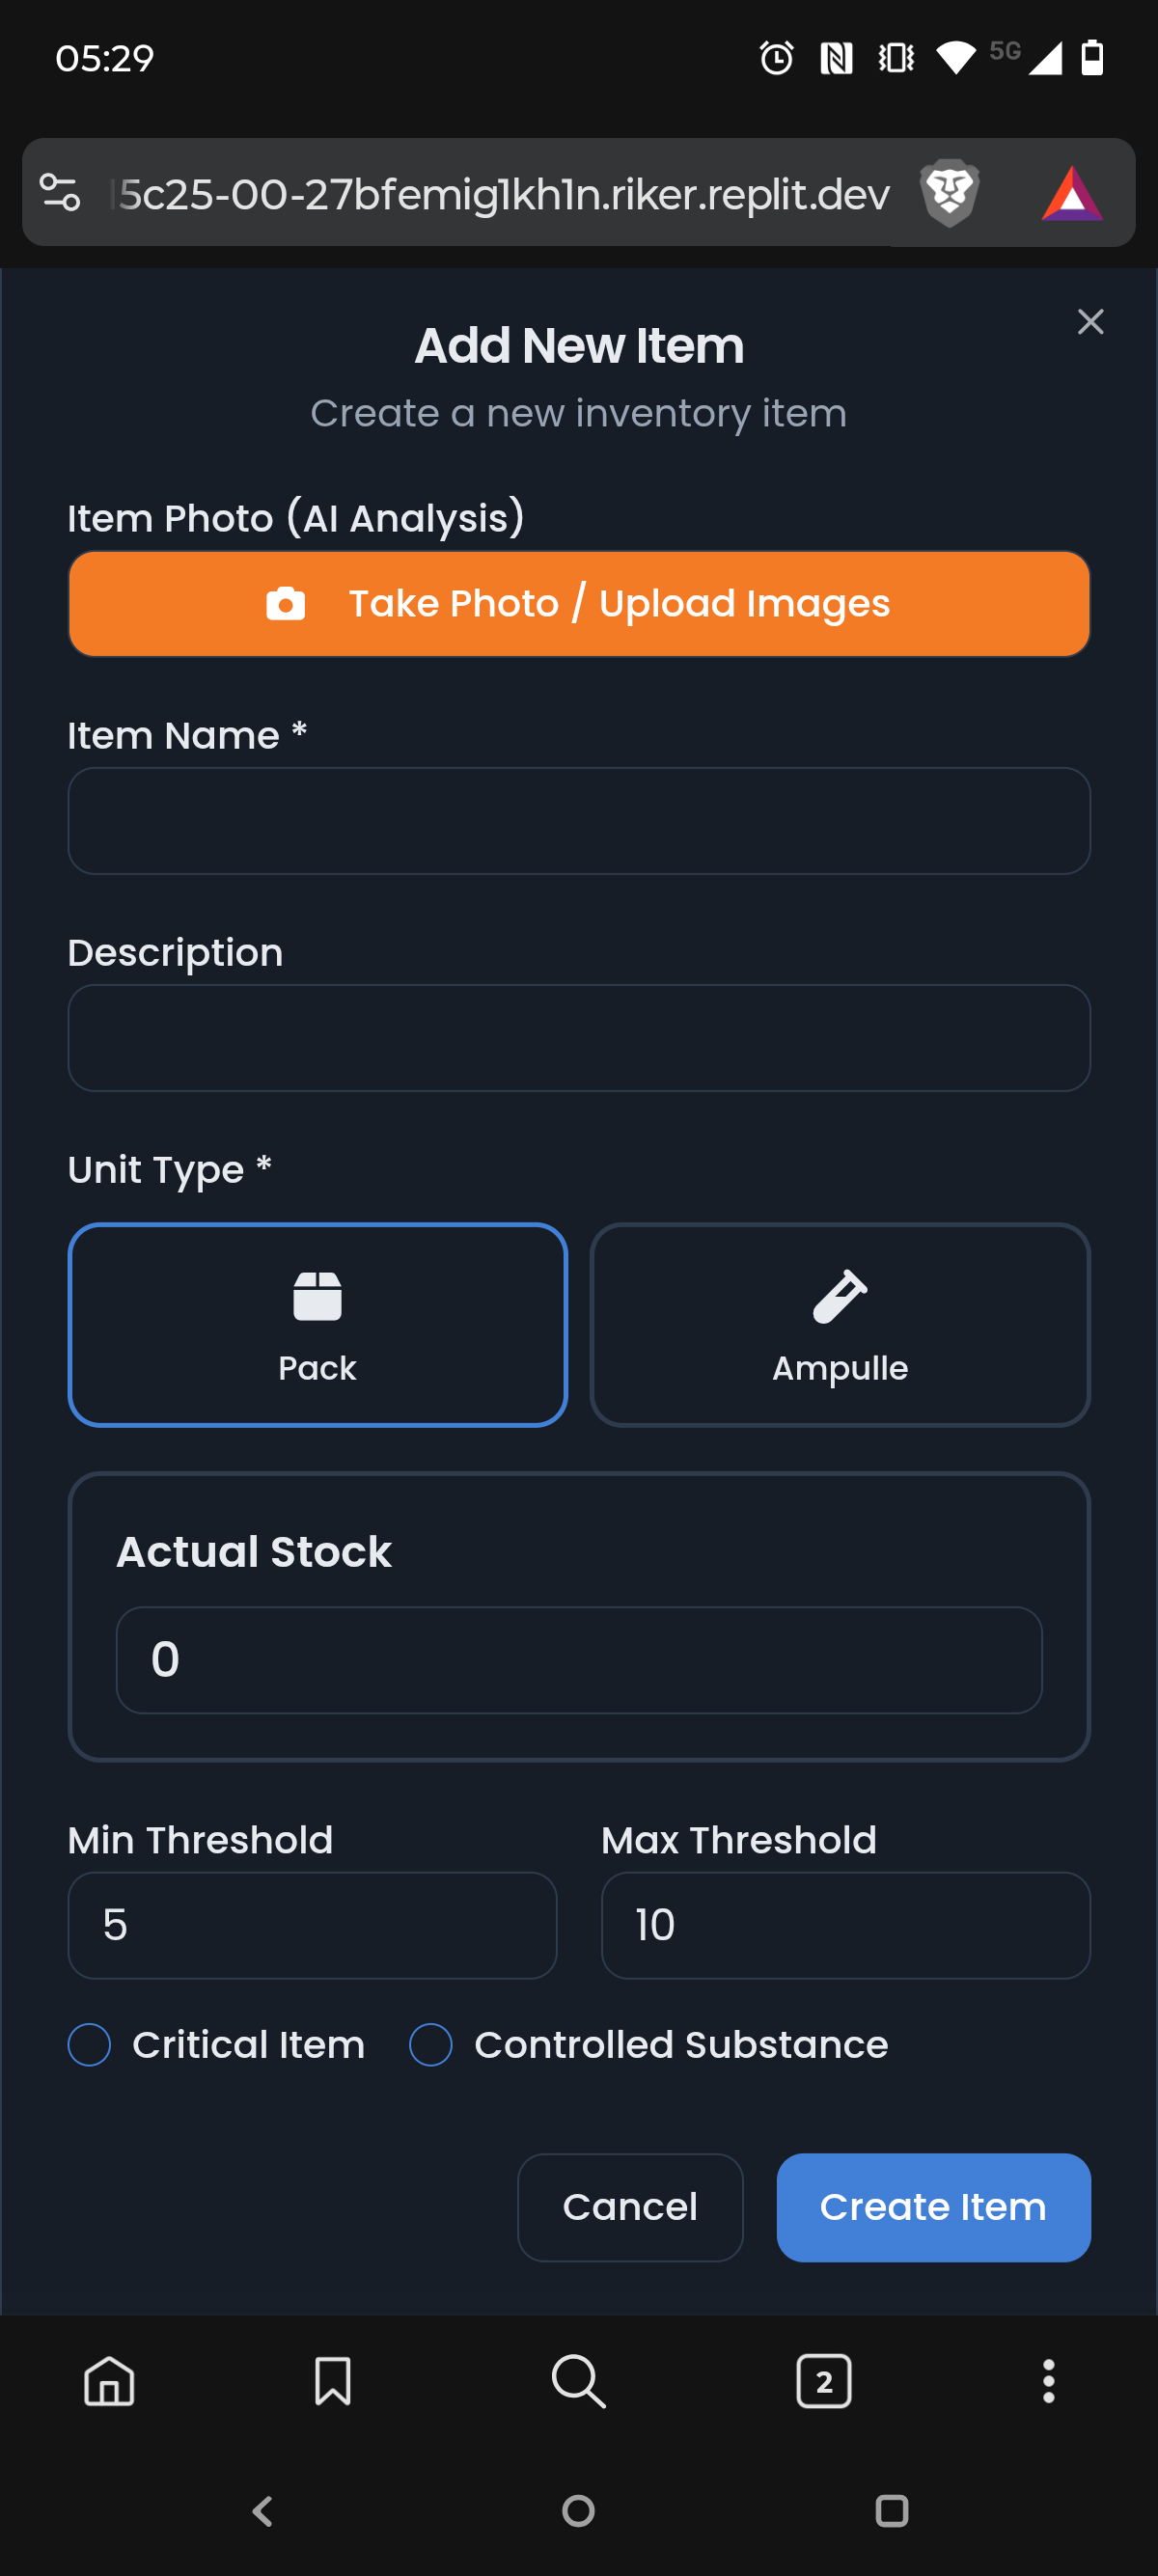 05:29
5G
5c25-00-27bfemig1kh1n.riker.replit.dev
Add New Item
Create a new inventory item
Item Photo (AI Analysis)
Take Photo / Upload Images
Item Name *
Description
Unit Type *
Pack
Ampulle
Actual Stock
0
Min Threshold
Max Threshold
5
10
Critical Item
Controlled Substance
Cancel
Create Item
2